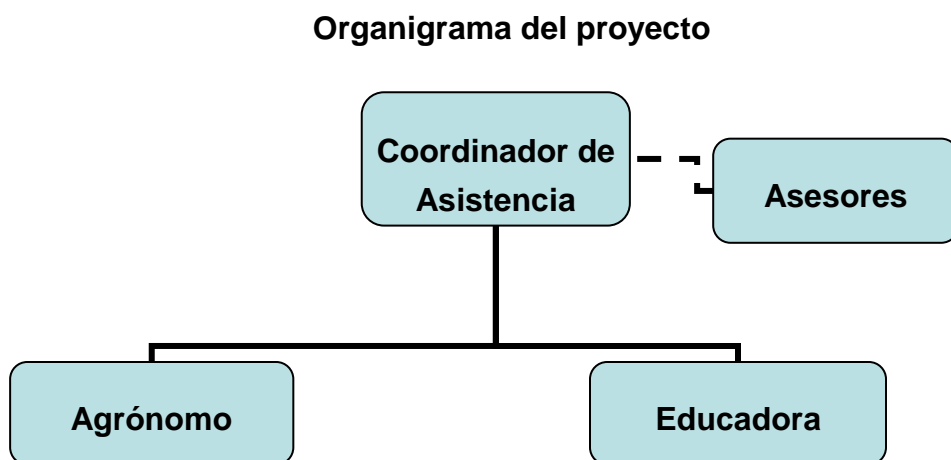 Organigrama del proyecto
Coordinador de
Asistencia
Asesores
Agrónomo
Educadora